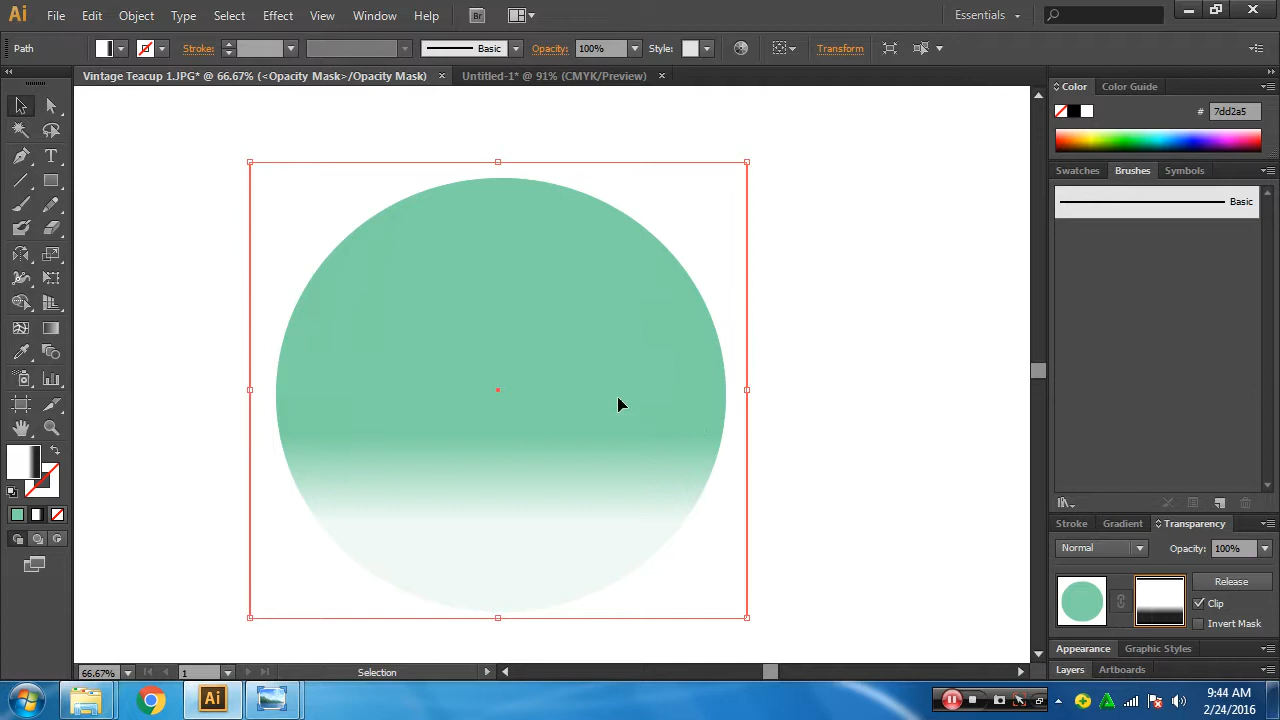 Ai File Edit Object Type Select Effect View Window Help Br Essentials
Path Stroke: Basic Opacity: 100% Style: Transform
Vintage Teacup 1.JPG* @ 66.67% (<Opacity Mask>/Opacity Mask) Untitled-1* @ 91% (CMYK/Preview)
Color Color Guide
# 7dd2a5
Swatches Brushes Symbols
Basic
Stroke Gradient Transparency
Normal Opacity: 100%
Release
Clip
Invert Mask
Appearance Graphic Styles
Layers Artboards
66.67% 1 Selection
Ai
9:44 AM
2/24/2016